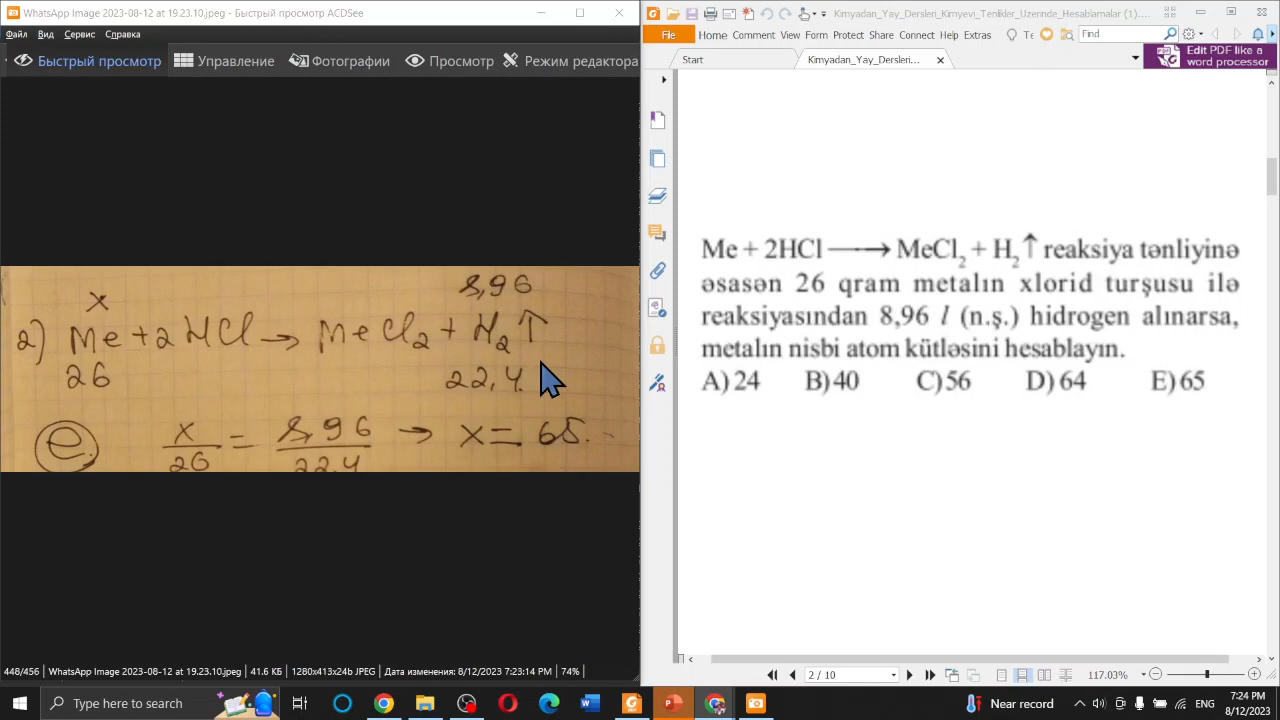 WhatsApp Image 2023-08-12 at 19.23.10.jpeg - Быстрый просмотр ACDSee
Файл Вид Сервис Справка
Быстрый просмотр Управление Фотографии Просмотр Режим редактора
x 8,96
2) Me + 2 HCl → MeCl2 + H2 ↑
26 22,4
e x/26 = 8,96/22,4 → x = 65.
448/456 WhatsApp Image 2023-08-12 at 19.23.10.jpeg 41.6 КБ 1280x413x24b JPEG Дата изменения: 8/12/2023 7:23:14 PM 74%
Kimyadan_Yay_Dersleri_Kimyevi_Tenlikler_Uzerinde_Hesablamalar (1)....
File Home Comment View Form Protect Share Connect Help Extras Te Find
Start Kimyadan_Yay_Dersleri... Edit PDF like a word processor
Me + 2HCl ⟶ MeCl2 + H2↑ reaksiya tənliyinə
əsasən 26 qram metalın xlorid turşusu ilə
reaksiyasından 8,96 l (n.ş.) hidrogen alınarsa,
metalın nisbi atom kütləsini hesablayın.
A) 24 B) 40 C) 56 D) 64 E) 65
2 / 10 117.03%
Type here to search Near record 7:24 PM
8/12/2023